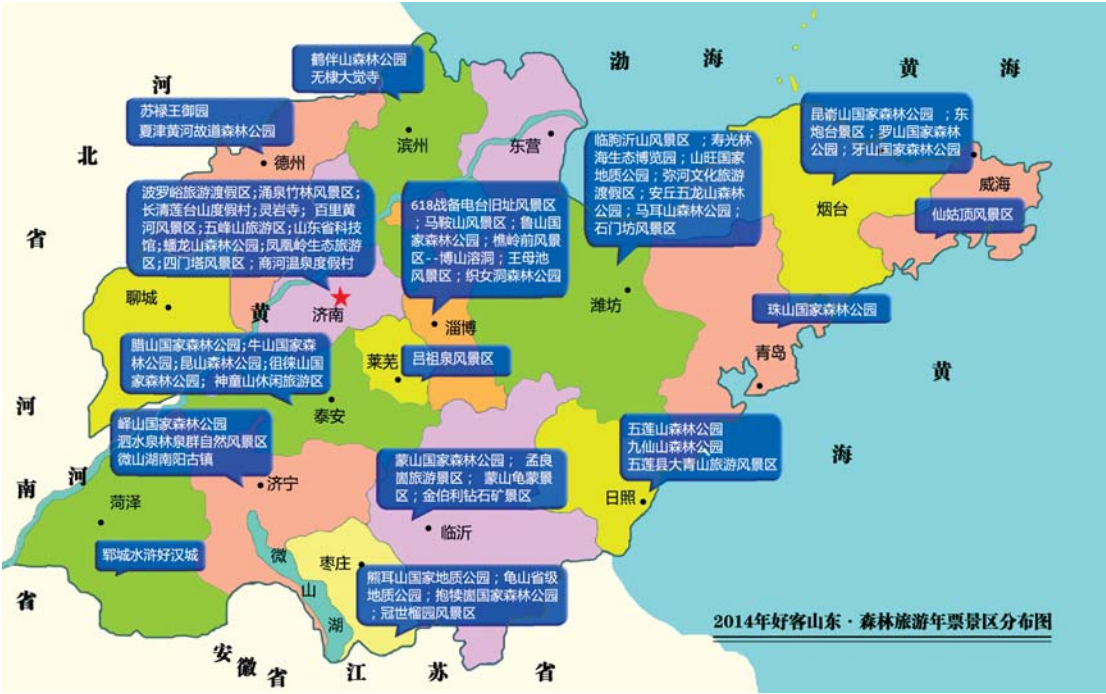 鹤伴山森林公园
无棣大觉寺
渤 海
黄 海
河
北
省
苏禄王御园
夏津黄河故道森林公园
德州
滨州
东营
昆嵛山国家森林公园 ;东
炮台景区;罗山国家森林
公园;牙山国家森林公园
烟台
威海
仙姑顶风景区
临朐沂山风景区 ;寿光林
海生态博览园;山旺国家
地质公园;弥河文化旅游
渡假区;安丘五龙山森林
公园;马耳山森林公园;
石门坊风景区
潍坊
波罗峪旅游渡假区;涌泉竹林风景区;
长清莲台山度假村;灵岩寺; 百里黄
河风景区;五峰山旅游区;山东省科技
馆;蟠龙山森林公园;凤凰岭生态旅游
区;四门塔风景区;商河温泉度假村
618战备电台旧址风景区
;马鞍山风景区;鲁山国
家森林公园;樵岭前风景
区--博山溶洞;王母池
风景区;织女洞森林公园
聊城
黄
济南
淄博
珠山国家森林公园
青岛
黄
海
腊山国家森林公园;牛山国家森
林公园;昆山森林公园;徂徕山国
家森林公园; 神童山休闲旅游区
莱芜
吕祖泉风景区
泰安
河
南
省
河
峄山国家森林公园
泗水泉林泉群自然风景区
微山湖南阳古镇
济宁
蒙山国家森林公园; 孟良
崮旅游景区; 蒙山龟蒙景
区;金伯利钻石矿景区
临沂
五莲山森林公园
九仙山森林公园
五莲县大青山旅游风景区
日照
菏泽
郓城水浒好汉城
微
山
湖
枣庄
熊耳山国家地质公园;龟山省级
地质公园;抱犊崮国家森林公园
;冠世榴园风景区
安徽省
江 苏 省
2014年好客山东·森林旅游年票景区分布图